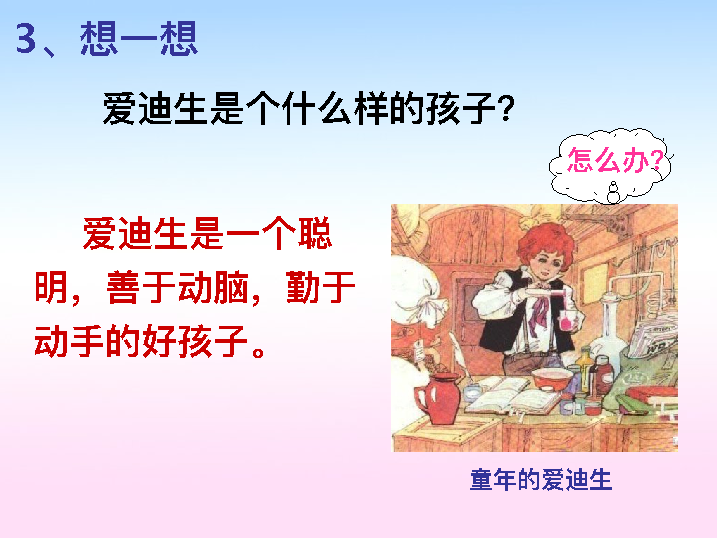 3、想一想
爱迪生是个什么样的孩子？
怎么办？
爱迪生是一个聪
明，善于动脑，勤于
动手的好孩子。
童年的爱迪生